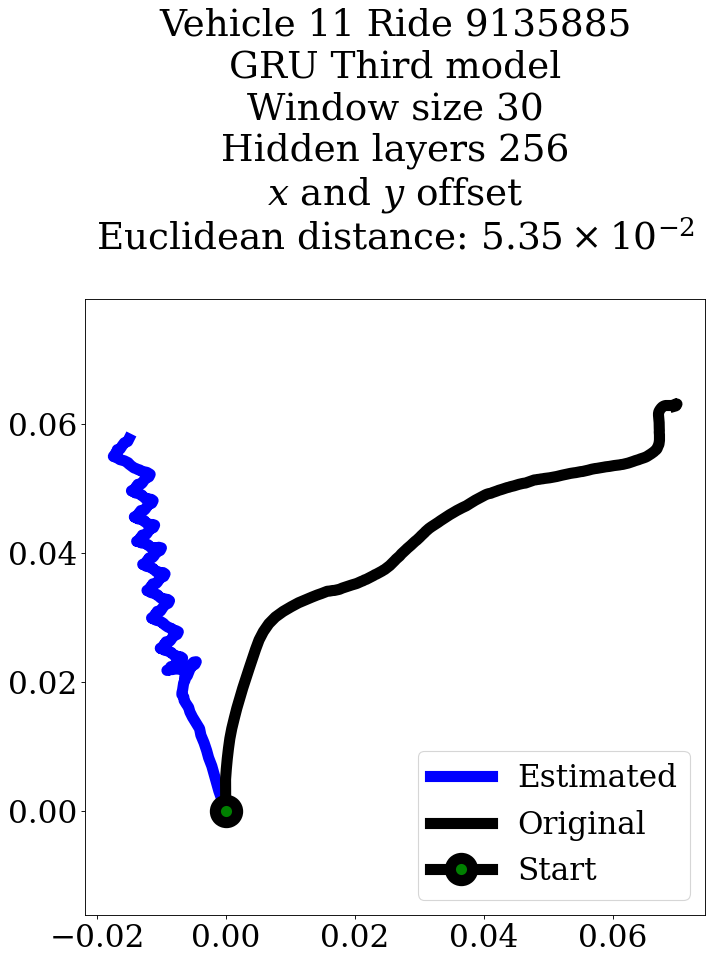 Vehicle 11 Ride 9135885
GRU Third model
Window size 30
Hidden layers 256
x and y offset
Euclidean distance: 5.35 × 10⁻²
0.06
0.04
0.02
0.00
Estimated
Original
Start
−0.02 0.00 0.02 0.04 0.06